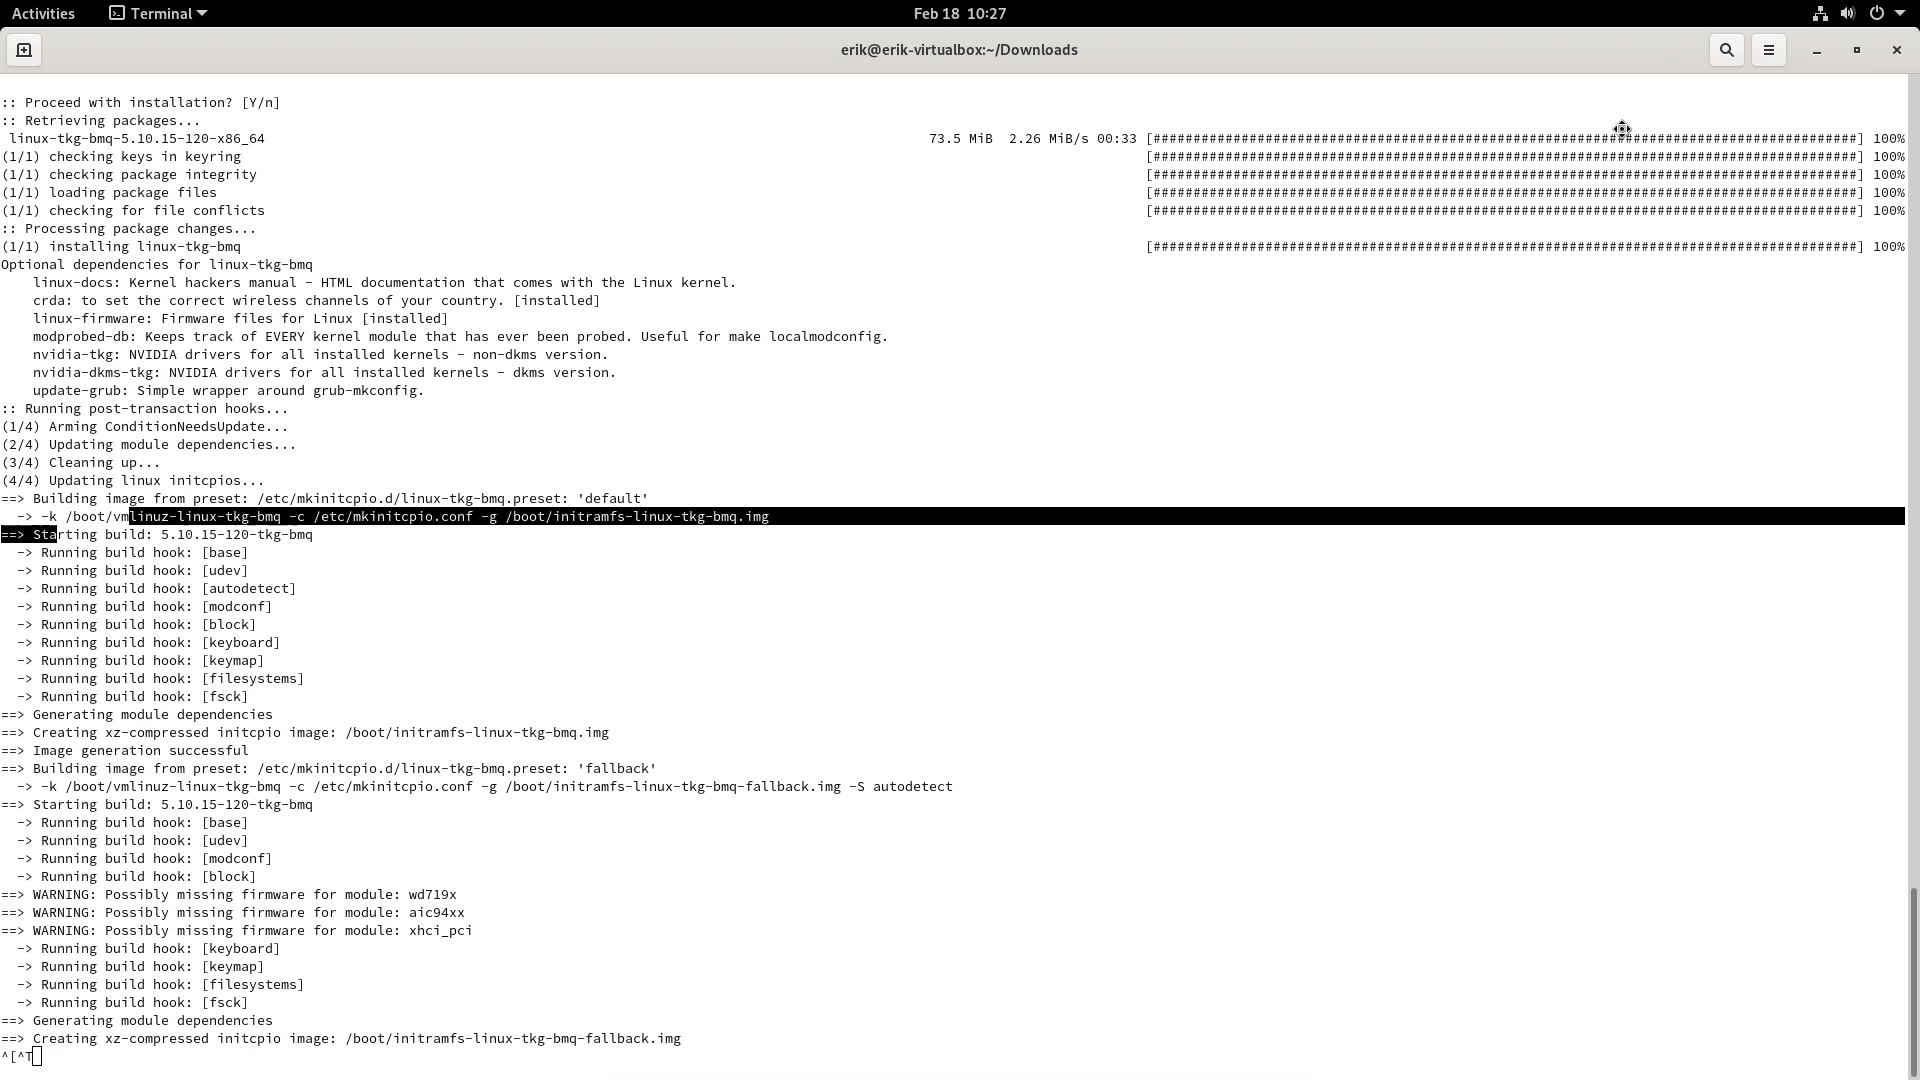 Activities Terminal Feb 18 10:27
erik@erik-virtualbox:~/Downloads
:: Proceed with installation? [Y/n]
:: Retrieving packages...
 linux-tkg-bmq-5.10.15-120-x86_64 73.5 MiB 2.26 MiB/s 00:33 [########################################################################################] 100%
(1/1) checking keys in keyring [########################################################################################] 100%
(1/1) checking package integrity [########################################################################################] 100%
(1/1) loading package files [########################################################################################] 100%
(1/1) checking for file conflicts [########################################################################################] 100%
:: Processing package changes...
(1/1) installing linux-tkg-bmq [########################################################################################] 100%
Optional dependencies for linux-tkg-bmq
    linux-docs: Kernel hackers manual - HTML documentation that comes with the Linux kernel.
    crda: to set the correct wireless channels of your country. [installed]
    linux-firmware: Firmware files for Linux [installed]
    modprobed-db: Keeps track of EVERY kernel module that has ever been probed. Useful for make localmodconfig.
    nvidia-tkg: NVIDIA drivers for all installed kernels - non-dkms version.
    nvidia-dkms-tkg: NVIDIA drivers for all installed kernels - dkms version.
    update-grub: Simple wrapper around grub-mkconfig.
:: Running post-transaction hooks...
(1/4) Arming ConditionNeedsUpdate...
(2/4) Updating module dependencies...
(3/4) Cleaning up...
(4/4) Updating linux initcpios...
==> Building image from preset: /etc/mkinitcpio.d/linux-tkg-bmq.preset: 'default'
  -> -k /boot/vmlinuz-linux-tkg-bmq -c /etc/mkinitcpio.conf -g /boot/initramfs-linux-tkg-bmq.img
==> Starting build: 5.10.15-120-tkg-bmq
  -> Running build hook: [base]
  -> Running build hook: [udev]
  -> Running build hook: [autodetect]
  -> Running build hook: [modconf]
  -> Running build hook: [block]
  -> Running build hook: [keyboard]
  -> Running build hook: [keymap]
  -> Running build hook: [filesystems]
  -> Running build hook: [fsck]
==> Generating module dependencies
==> Creating xz-compressed initcpio image: /boot/initramfs-linux-tkg-bmq.img
==> Image generation successful
==> Building image from preset: /etc/mkinitcpio.d/linux-tkg-bmq.preset: 'fallback'
  -> -k /boot/vmlinuz-linux-tkg-bmq -c /etc/mkinitcpio.conf -g /boot/initramfs-linux-tkg-bmq-fallback.img -S autodetect
==> Starting build: 5.10.15-120-tkg-bmq
  -> Running build hook: [base]
  -> Running build hook: [udev]
  -> Running build hook: [modconf]
  -> Running build hook: [block]
==> WARNING: Possibly missing firmware for module: wd719x
==> WARNING: Possibly missing firmware for module: aic94xx
==> WARNING: Possibly missing firmware for module: xhci_pci
  -> Running build hook: [keyboard]
  -> Running build hook: [keymap]
  -> Running build hook: [filesystems]
  -> Running build hook: [fsck]
==> Generating module dependencies
==> Creating xz-compressed initcpio image: /boot/initramfs-linux-tkg-bmq-fallback.img
^[^T